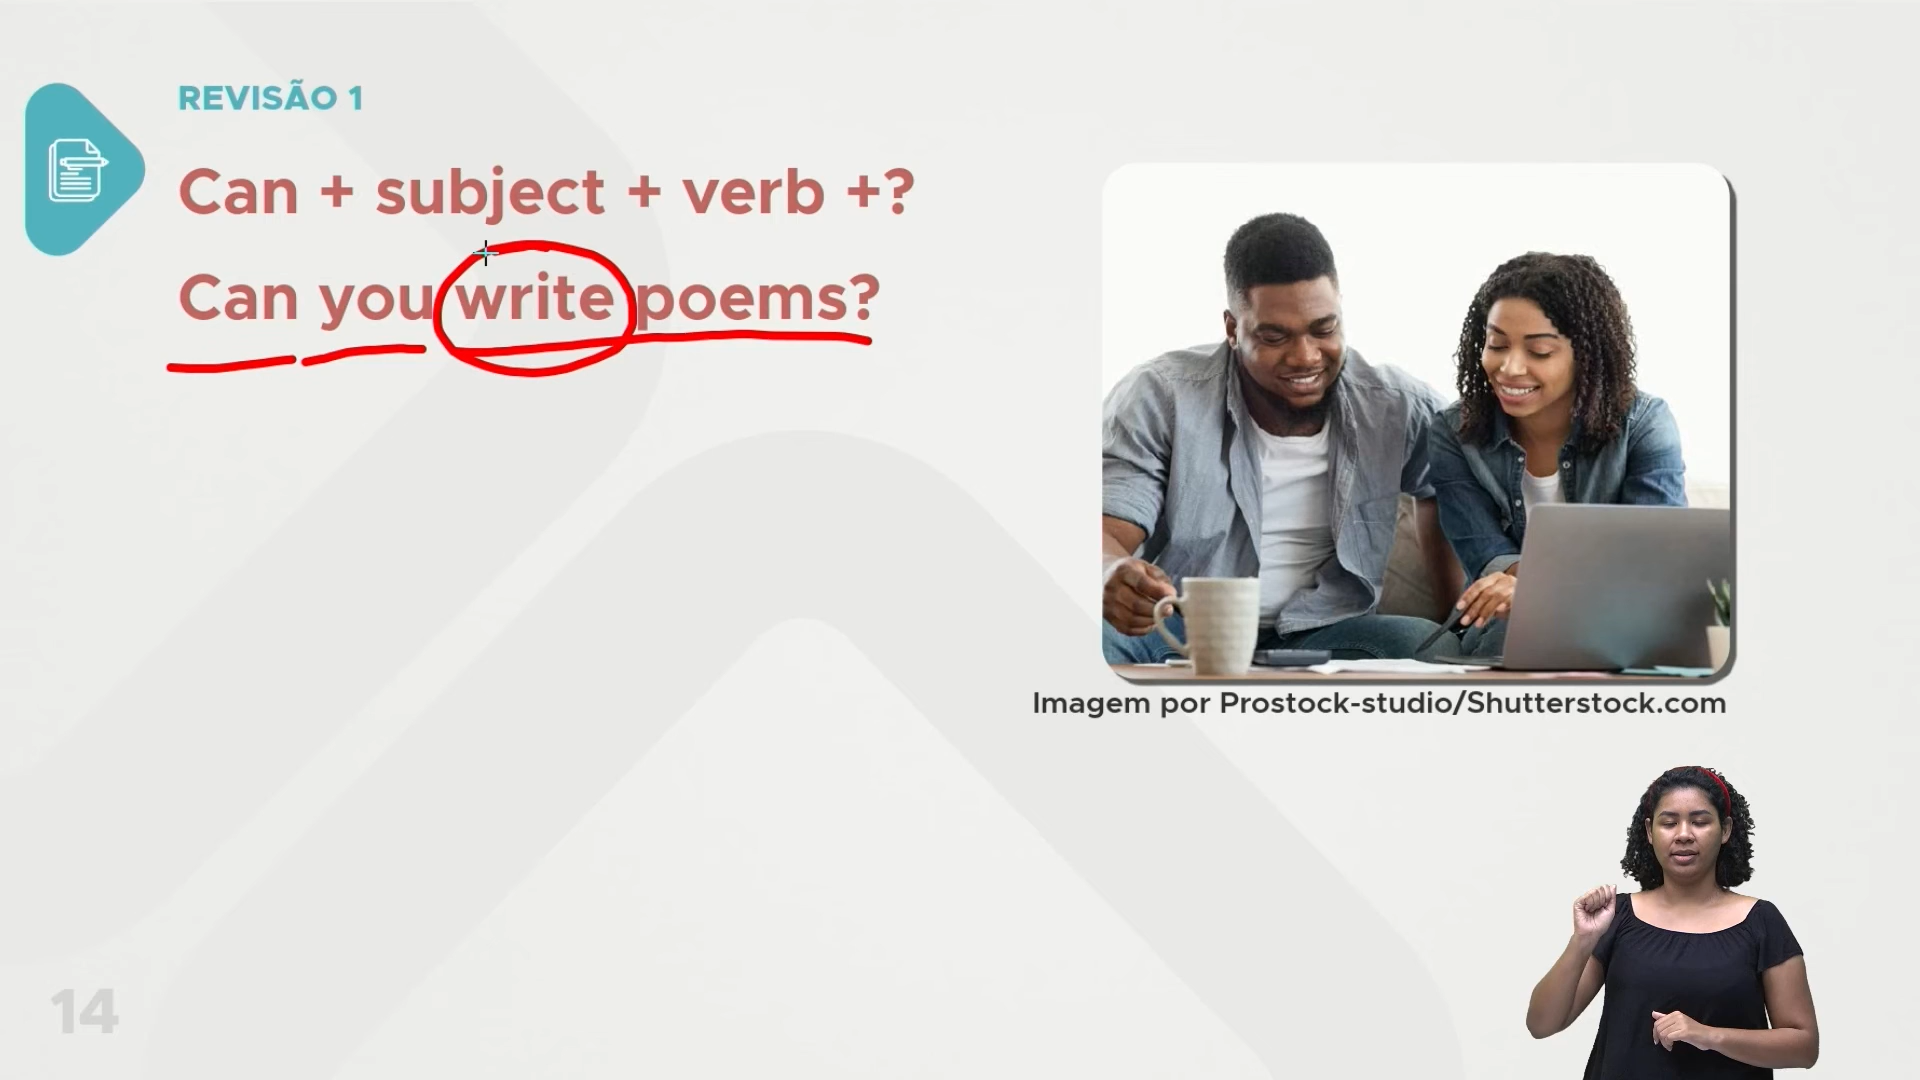 REVISÃO 1
Can + subject + verb +?
Can you write poems?
Imagem por Prostock-studio/Shutterstock.com
14